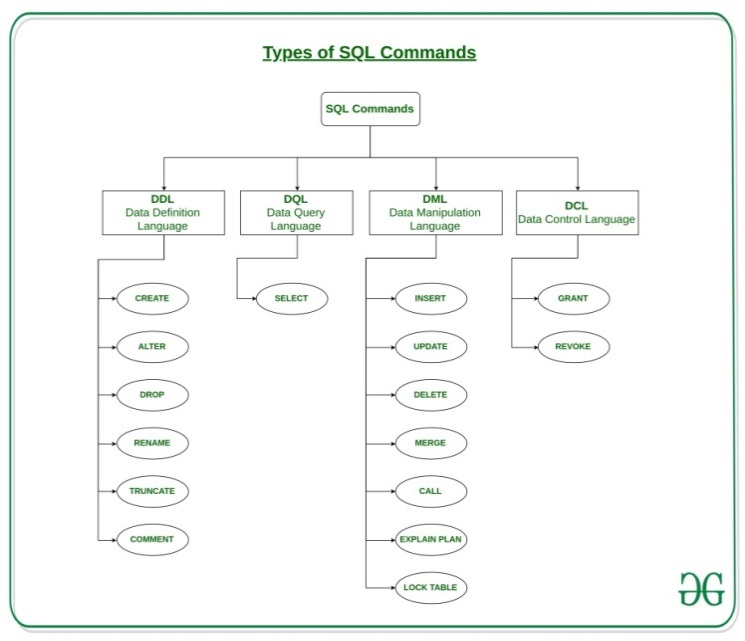 Types of SQL Commands
SQL Commands
DDL
Data Definition
Language
DQL
Data Query
Language
DML
Data Manipulation
Language
DCL
Data Control Language
CREATE
ALTER
DROP
RENAME
TRUNCATE
COMMENT
SELECT
INSERT
UPDATE
DELETE
MERGE
CALL
EXPLAIN PLAN
LOCK TABLE
GRANT
REVOKE